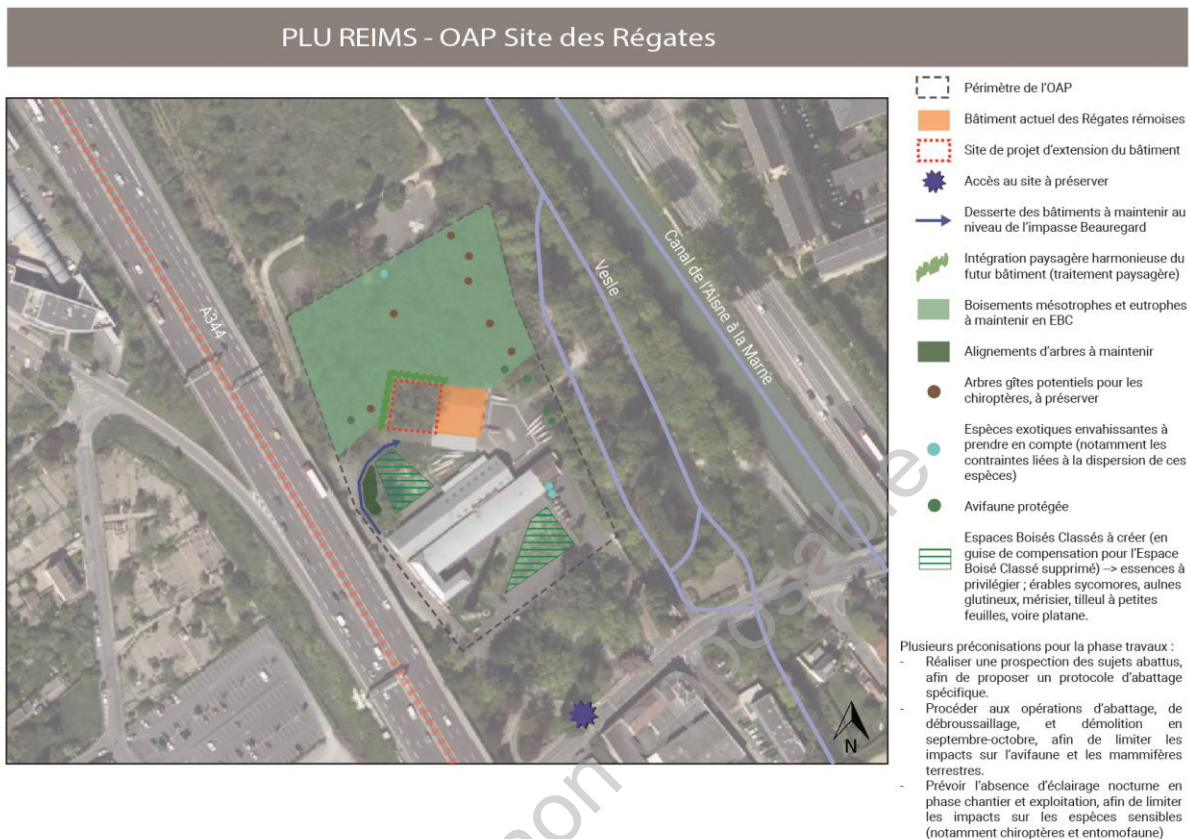 PLU REIMS - OAP Site des Régates
A344
Vesle
Canal de l'Aisne à la Marne
N
Périmètre de l'OAP
Bâtiment actuel des Régates rémoises
Site de projet d'extension du bâtiment
Accès au site à préserver
Desserte des bâtiments à maintenir au
niveau de l'impasse Beauregard
Intégration paysagère harmonieuse du
futur bâtiment (traitement paysagère)
Boisements mésotrophes et eutrophes
à maintenir en EBC
Alignements d'arbres à maintenir
Arbres gîtes potentiels pour les
chiroptères, à préserver
Espèces exotiques envahissantes à
prendre en compte (notamment les
contraintes liées à la dispersion de ces
espèces)
Avifaune protégée
Espaces Boisés Classés à créer (en
guise de compensation pour l'Espace
Boisé Classé supprimé) --> essences à
privilégier ; érables sycomores, aulnes
glutineux, mérisier, tilleul à petites
feuilles, voire platane.
Plusieurs préconisations pour la phase travaux :
- Réaliser une prospection des sujets abattus,
afin de proposer un protocole d'abattage
spécifique.
- Procéder aux opérations d'abattage, de
débroussaillage, et démolition en
septembre-octobre, afin de limiter les
impacts sur l'avifaune et les mammifères
terrestres.
- Prévoir l'absence d'éclairage nocturne en
phase chantier et exploitation, afin de limiter
les impacts sur les espèces sensibles
(notamment chiroptères et entomofaune)
non opposable